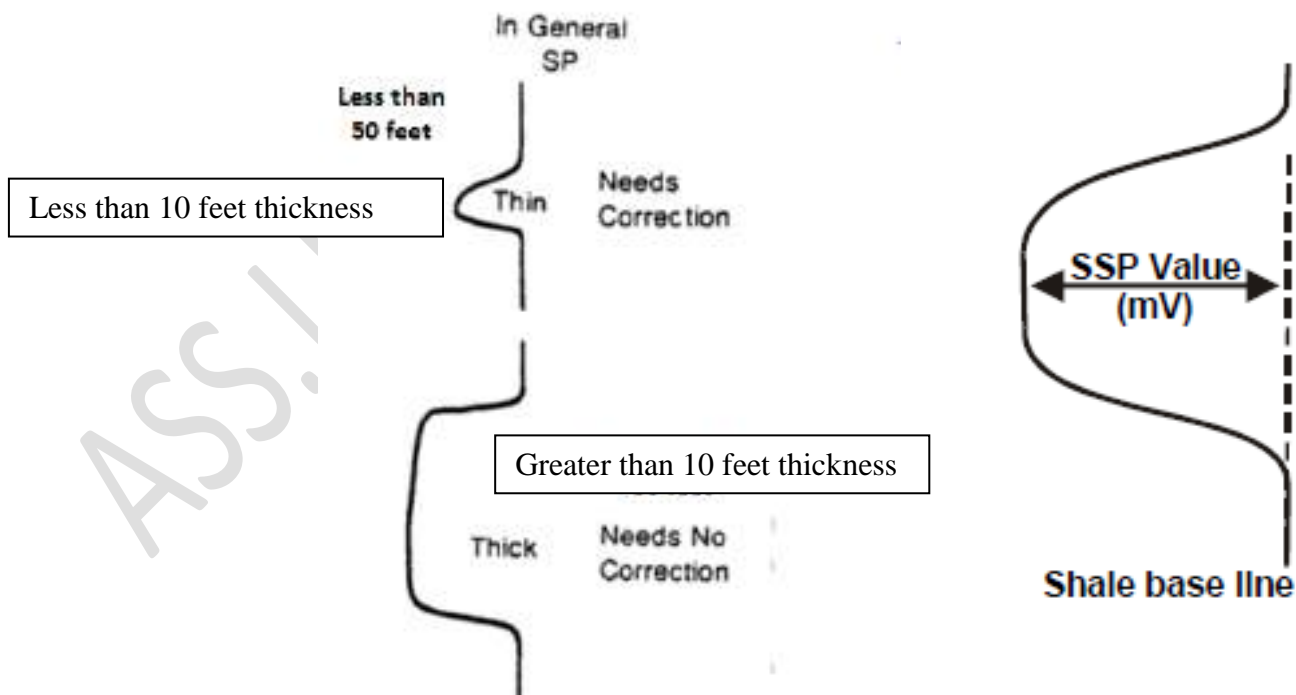 In General
SP
Less than
50 feet
Less than 10 feet thickness
Thin
Needs
Correction
SSP Value
(mV)
Greater than 10 feet thickness
Thick
Needs No
Correction
Shale base line
ASS.